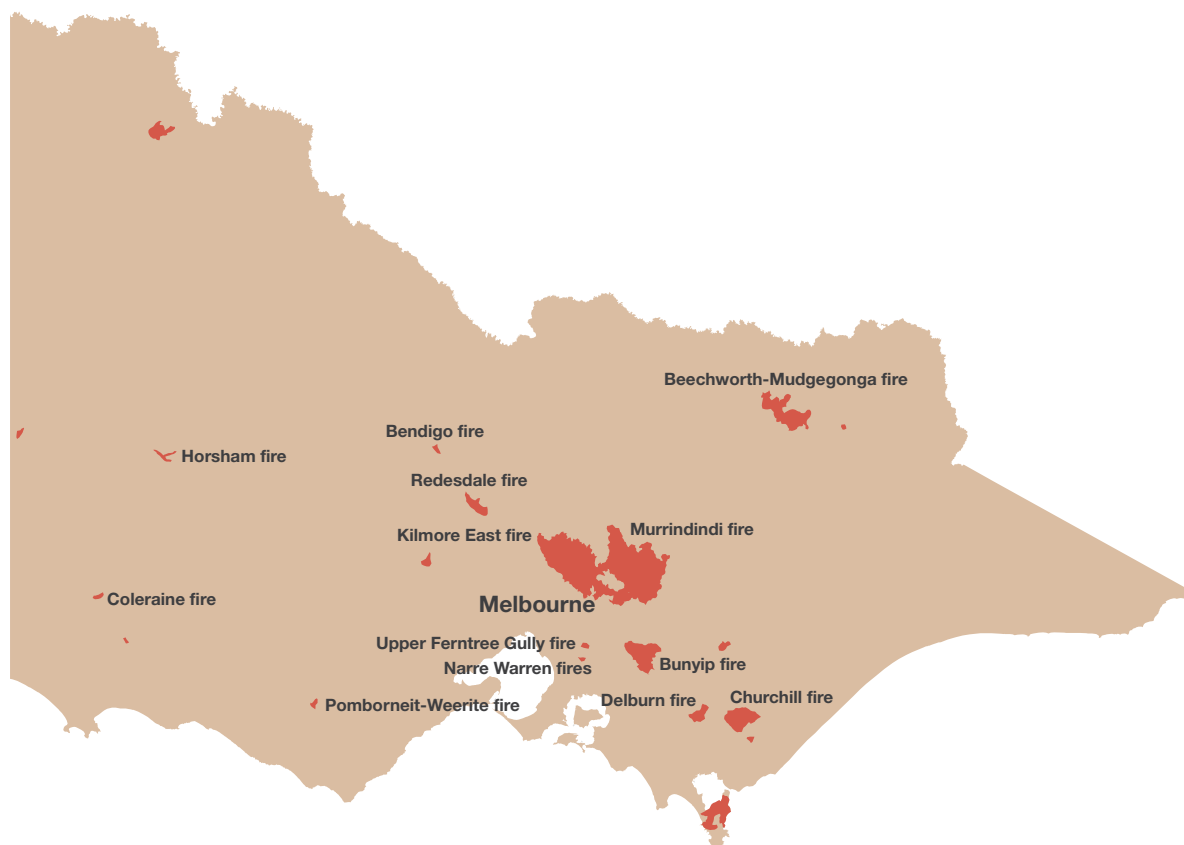 Beechworth-Mudgegonga fire
Bendigo fire
Horsham fire
Redesdale fire
Murrindindi fire
Kilmore East fire
Coleraine fire
Melbourne
Upper Ferntree Gully fire
Narre Warren fires
Bunyip fire
Churchill fire
Delburn fire
Pomborneit-Weerite fire